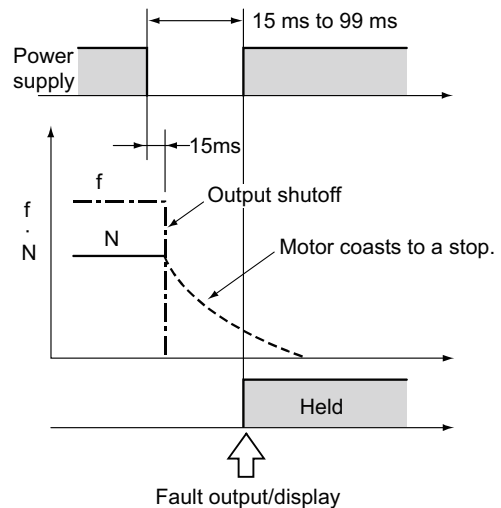 15 ms to 99 ms
Power
supply
15ms
f
Output shutoff
f
·
N
N
Motor coasts to a stop.
Held
Fault output/display